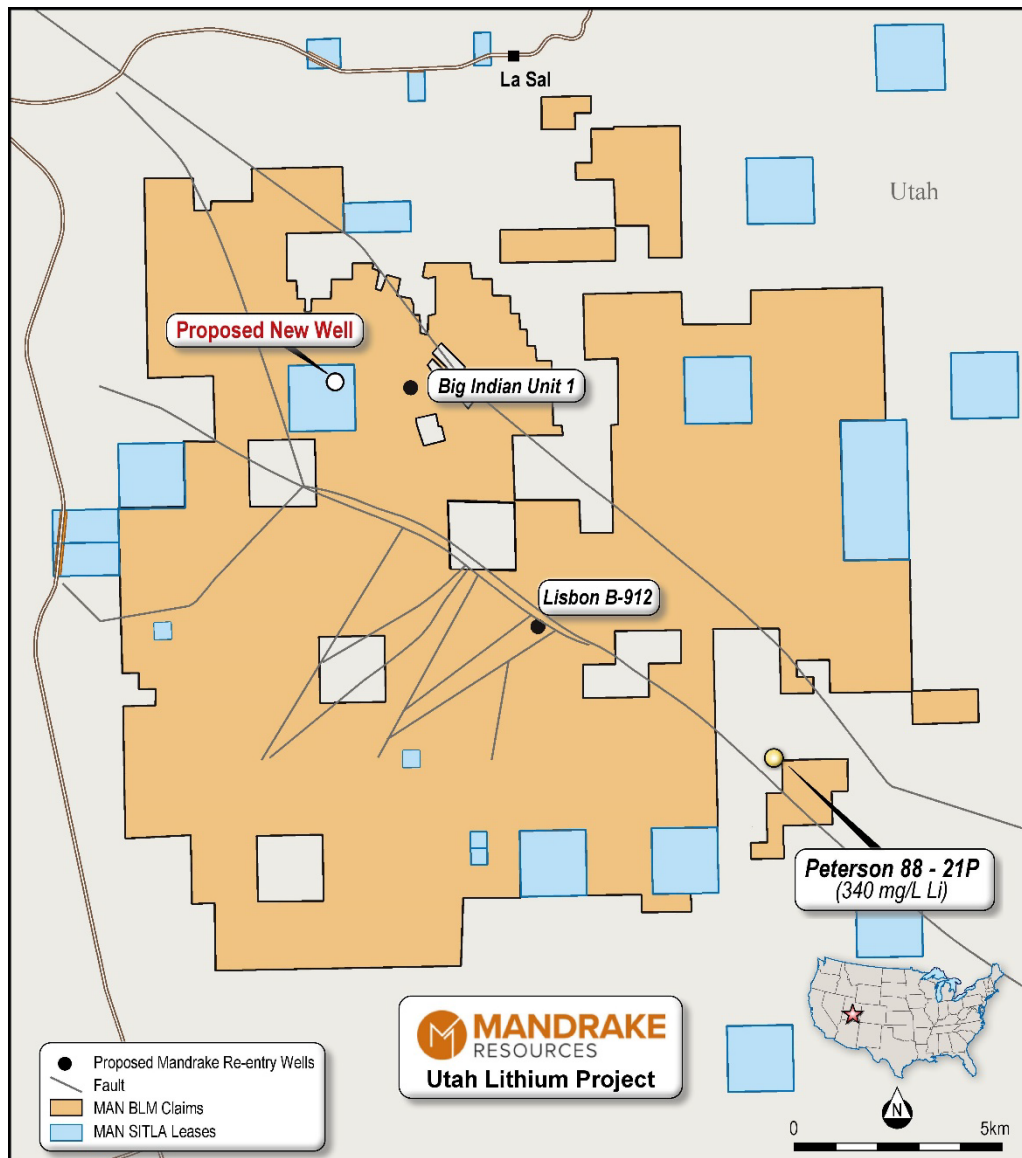 La Sal
Utah
Proposed New Well
Big Indian Unit 1
Lisbon B-912
Peterson 88 - 21P
(340 mg/L Li)
MANDRAKE
RESOURCES
Utah Lithium Project
Proposed Mandrake Re-entry Wells
Fault
MAN BLM Claims
MAN SITLA Leases
N
0 5km